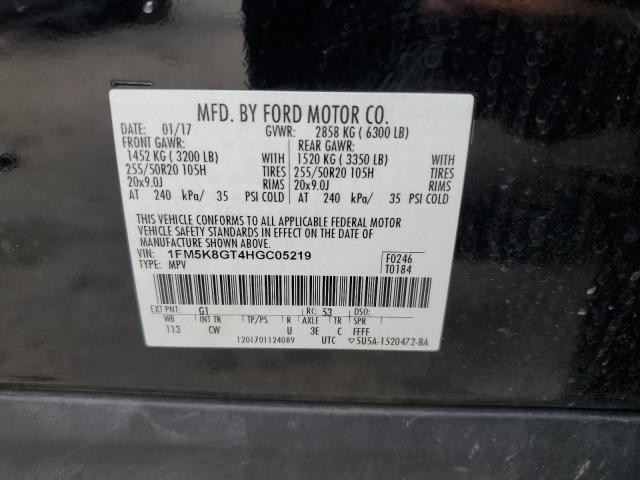 MFD. BY FORD MOTOR CO.
DATE: 01/17 GVWR: 2858 KG (6300 LB)
FRONT GAWR: REAR GAWR:
1452 KG (3200 LB) WITH 1520 KG (3350 LB) WITH
255/50R20 105H TIRES 255/50R20 105H TIRES
20x9.0J RIMS 20x9.0J RIMS
AT 240 kPa/ 35 PSI COLD AT 240 kPa/ 35 PSI COLD
THIS VEHICLE CONFORMS TO ALL APPLICABLE FEDERAL MOTOR
VEHICLE SAFETY STANDARDS IN EFFECT ON THE DATE OF
MANUFACTURE SHOWN ABOVE.
VIN: 1FM5K8GT4HGC05219 F0246
TYPE: MPV T0184
EXT PNT: G1 RC: 53 DSO:
WB INT TR TP/PS R AXLE TR SPR
113 CW U 3E C FFFF
1201701124089 UTC ▽5U5A-1520472-BA